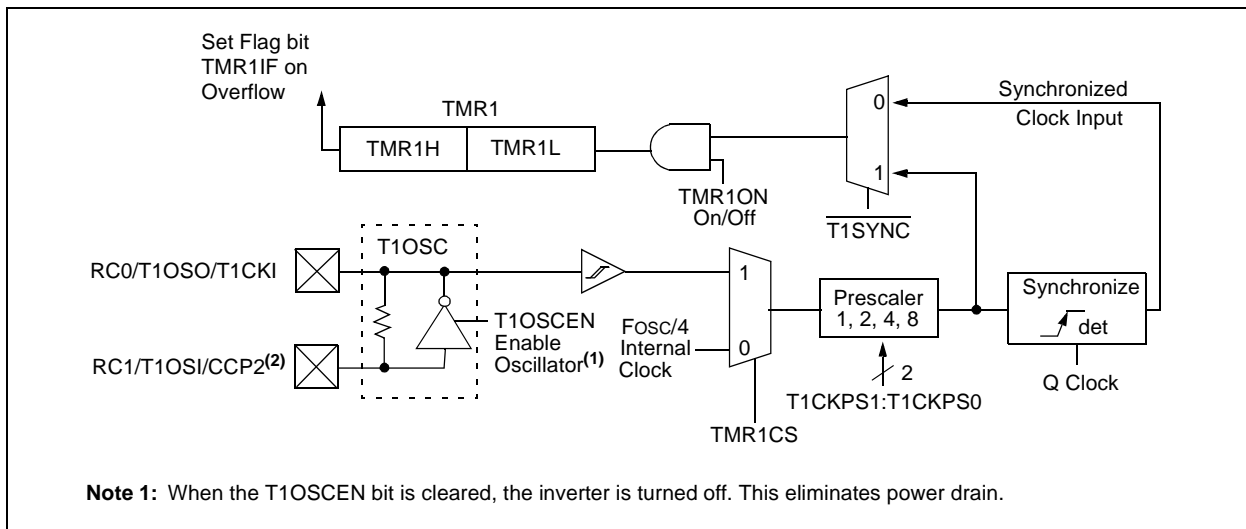 Set Flag bit
TMR1IF on
Overflow
TMR1
TMR1H
TMR1L
TMR1ON
On/Off
0
1
T1SYNC
Synchronized
Clock Input
RC0/T1OSO/T1CKI
T1OSC
RC1/T1OSI/CCP2(2)
T1OSCEN
Enable
Oscillator(1)
FOSC/4
Internal
Clock
1
0
TMR1CS
Prescaler
1, 2, 4, 8
2
T1CKPS1:T1CKPS0
Synchronize
det
Q Clock
Note 1: When the T1OSCEN bit is cleared, the inverter is turned off. This eliminates power drain.